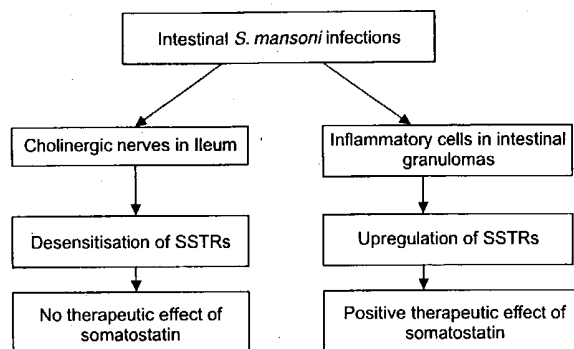 Intestinal S. mansoni infections
Cholinergic nerves in Ileum
Inflammatory cells in intestinal
granulomas
Desensitisation of SSTRs
Upregulation of SSTRs
No therapeutic effect of
somatostatin
Positive therapeutic effect of
somatostatin